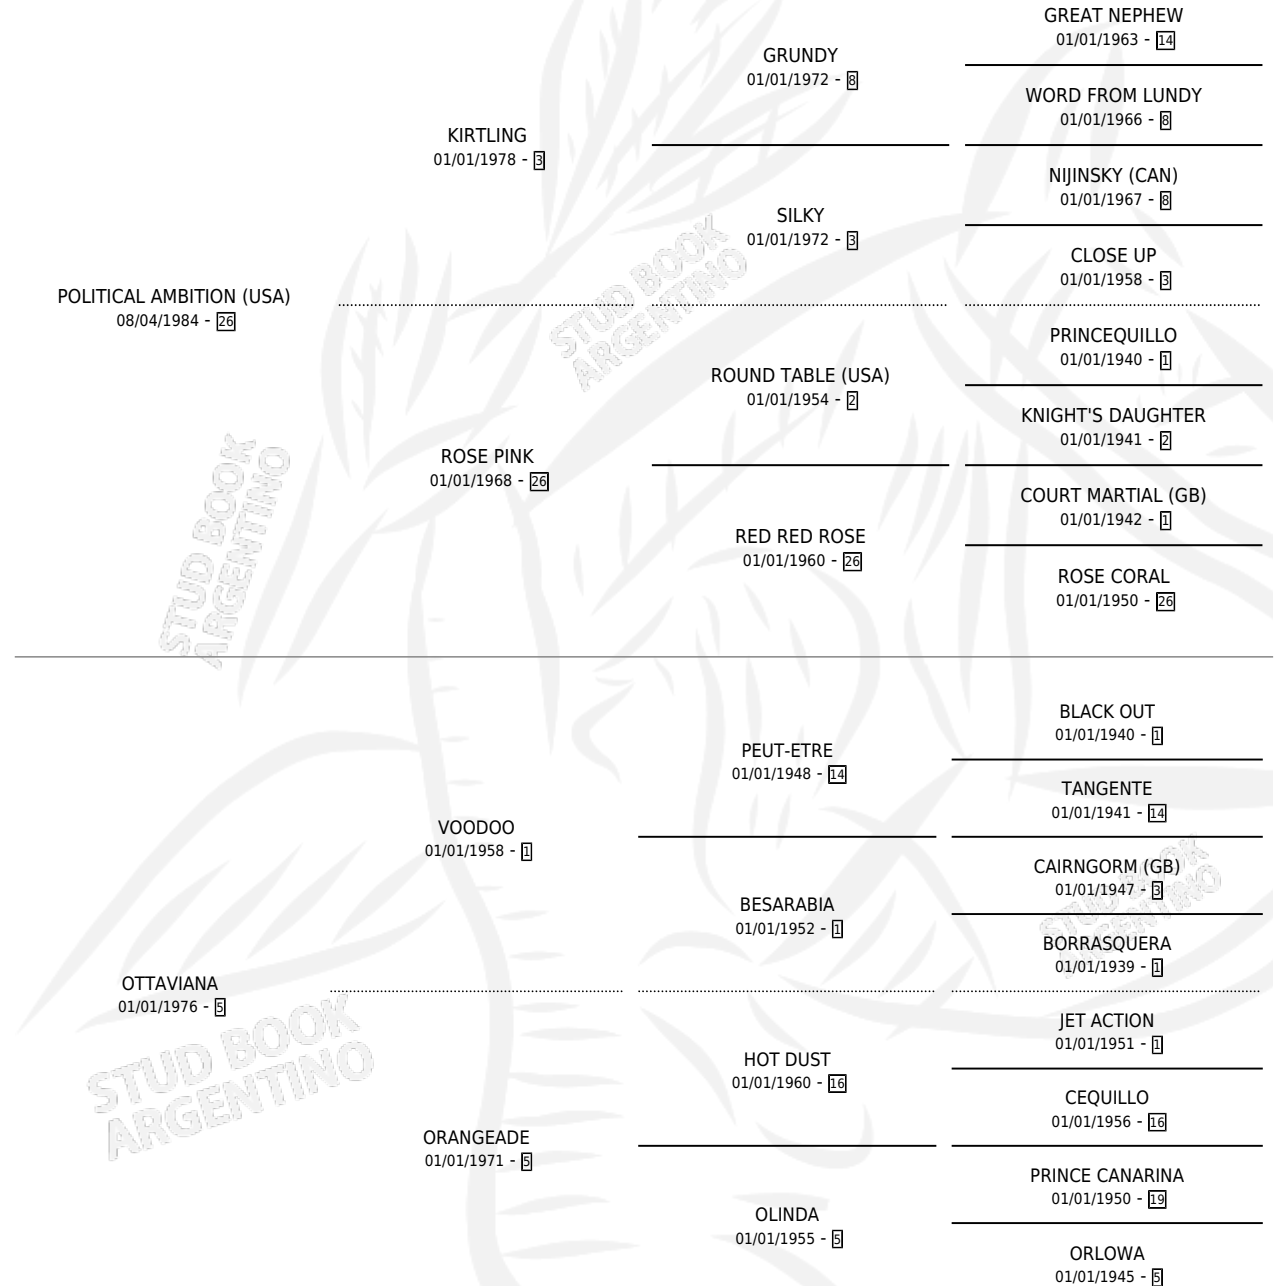 GREAT NEPHEW
01/01/1963 - 14
GRUNDY
01/01/1972 - 8
WORD FROM LUNDY
01/01/1966 - 8
KIRTLING
01/01/1978 - 3
NIJINSKY (CAN)
01/01/1967 - 8
SILKY
01/01/1972 - 3
CLOSE UP
01/01/1958 - 3
POLITICAL AMBITION (USA)
08/04/1984 - 26
PRINCEQUILLO
01/01/1940 - 1
ROUND TABLE (USA)
01/01/1954 - 2
KNIGHT'S DAUGHTER
01/01/1941 - 2
ROSE PINK
01/01/1968 - 26
COURT MARTIAL (GB)
01/01/1942 - 1
RED RED ROSE
01/01/1960 - 26
ROSE CORAL
01/01/1950 - 26
BLACK OUT
01/01/1940 - 1
PEUT-ETRE
01/01/1948 - 14
TANGENTE
01/01/1941 - 14
VOODOO
01/01/1958 - 1
CAIRNGORM (GB)
01/01/1947 - 3
BESARABIA
01/01/1952 - 1
BORRASQUERA
01/01/1939 - 1
OTTAVIANA
01/01/1976 - 5
JET ACTION
01/01/1951 - 1
HOT DUST
01/01/1960 - 16
CEQUILLO
01/01/1956 - 16
ORANGEADE
01/01/1971 - 5
PRINCE CANARINA
01/01/1950 - 19
OLINDA
01/01/1955 - 5
ORLOWA
01/01/1945 - 5
STUD BOOK
ARGENTINO
STUD BOOK
ARGENTINO
STUD BOOK
ARGENTINO
STUD BOOK
ARGENTINO